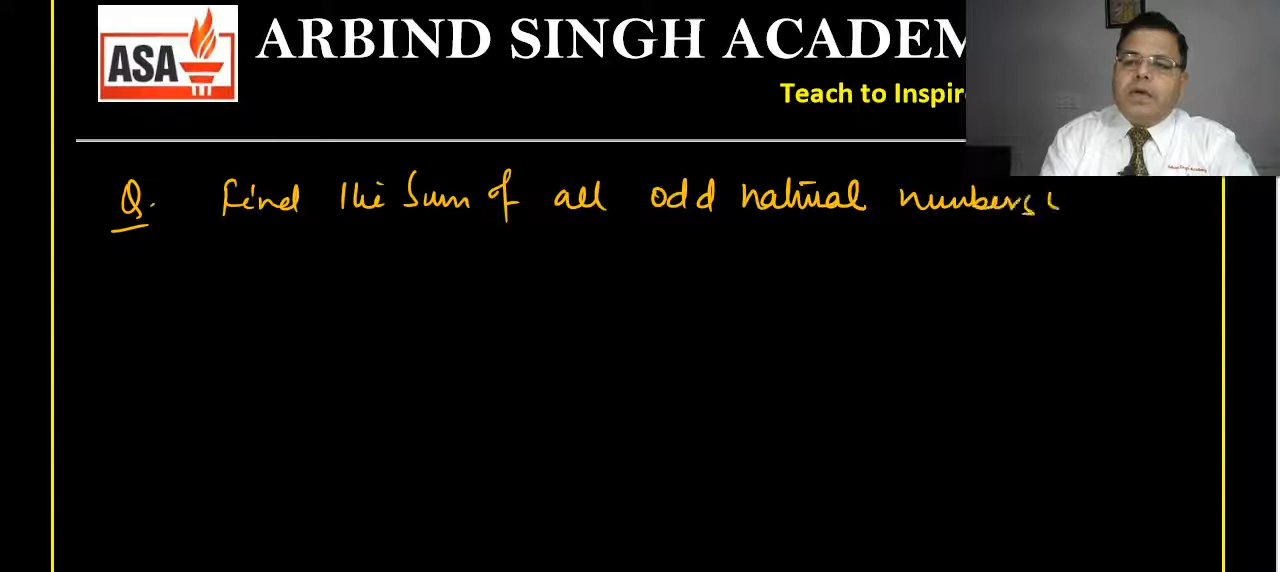 ASA
ARBIND SINGH ACADEM
Teach to Inspir
Q. Find the Sum of all odd natural numbers